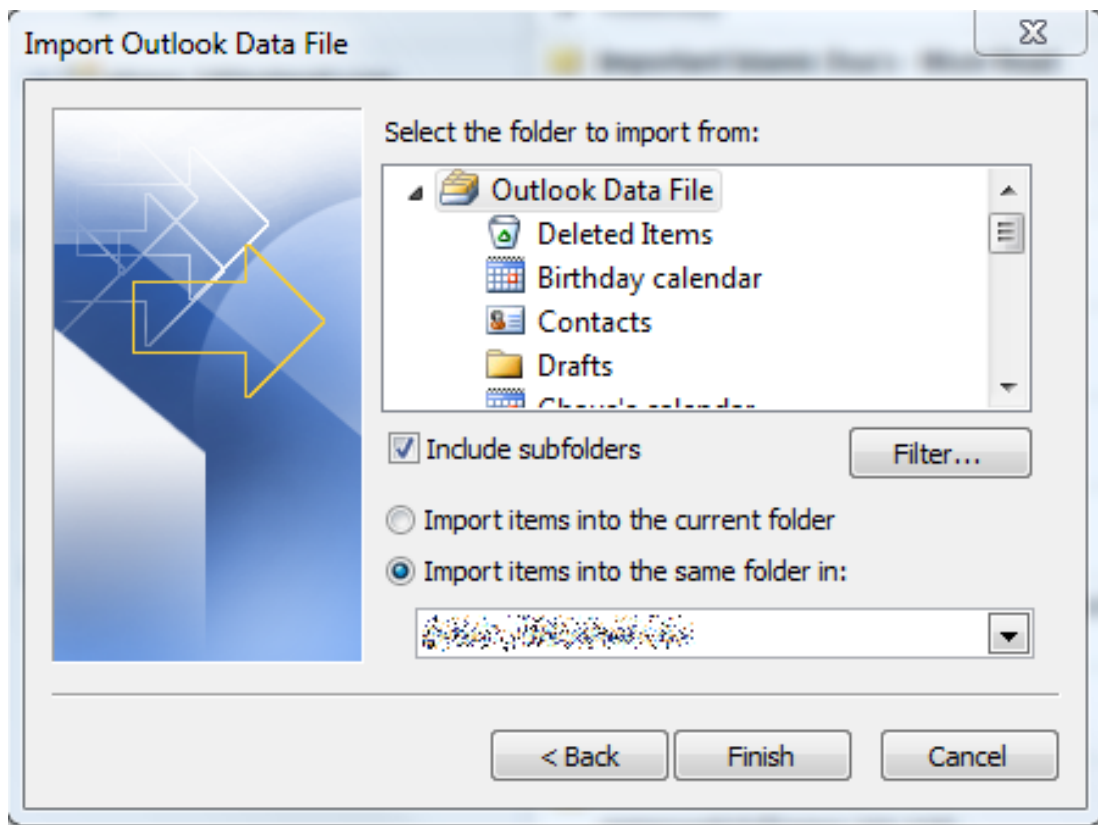 Import Outlook Data File
Select the folder to import from:
Outlook Data File
Deleted Items
Birthday calendar
Contacts
Drafts
calendar
Include subfolders
Filter...
Import items into the current folder
Import items into the same folder in:
< Back
Finish
Cancel